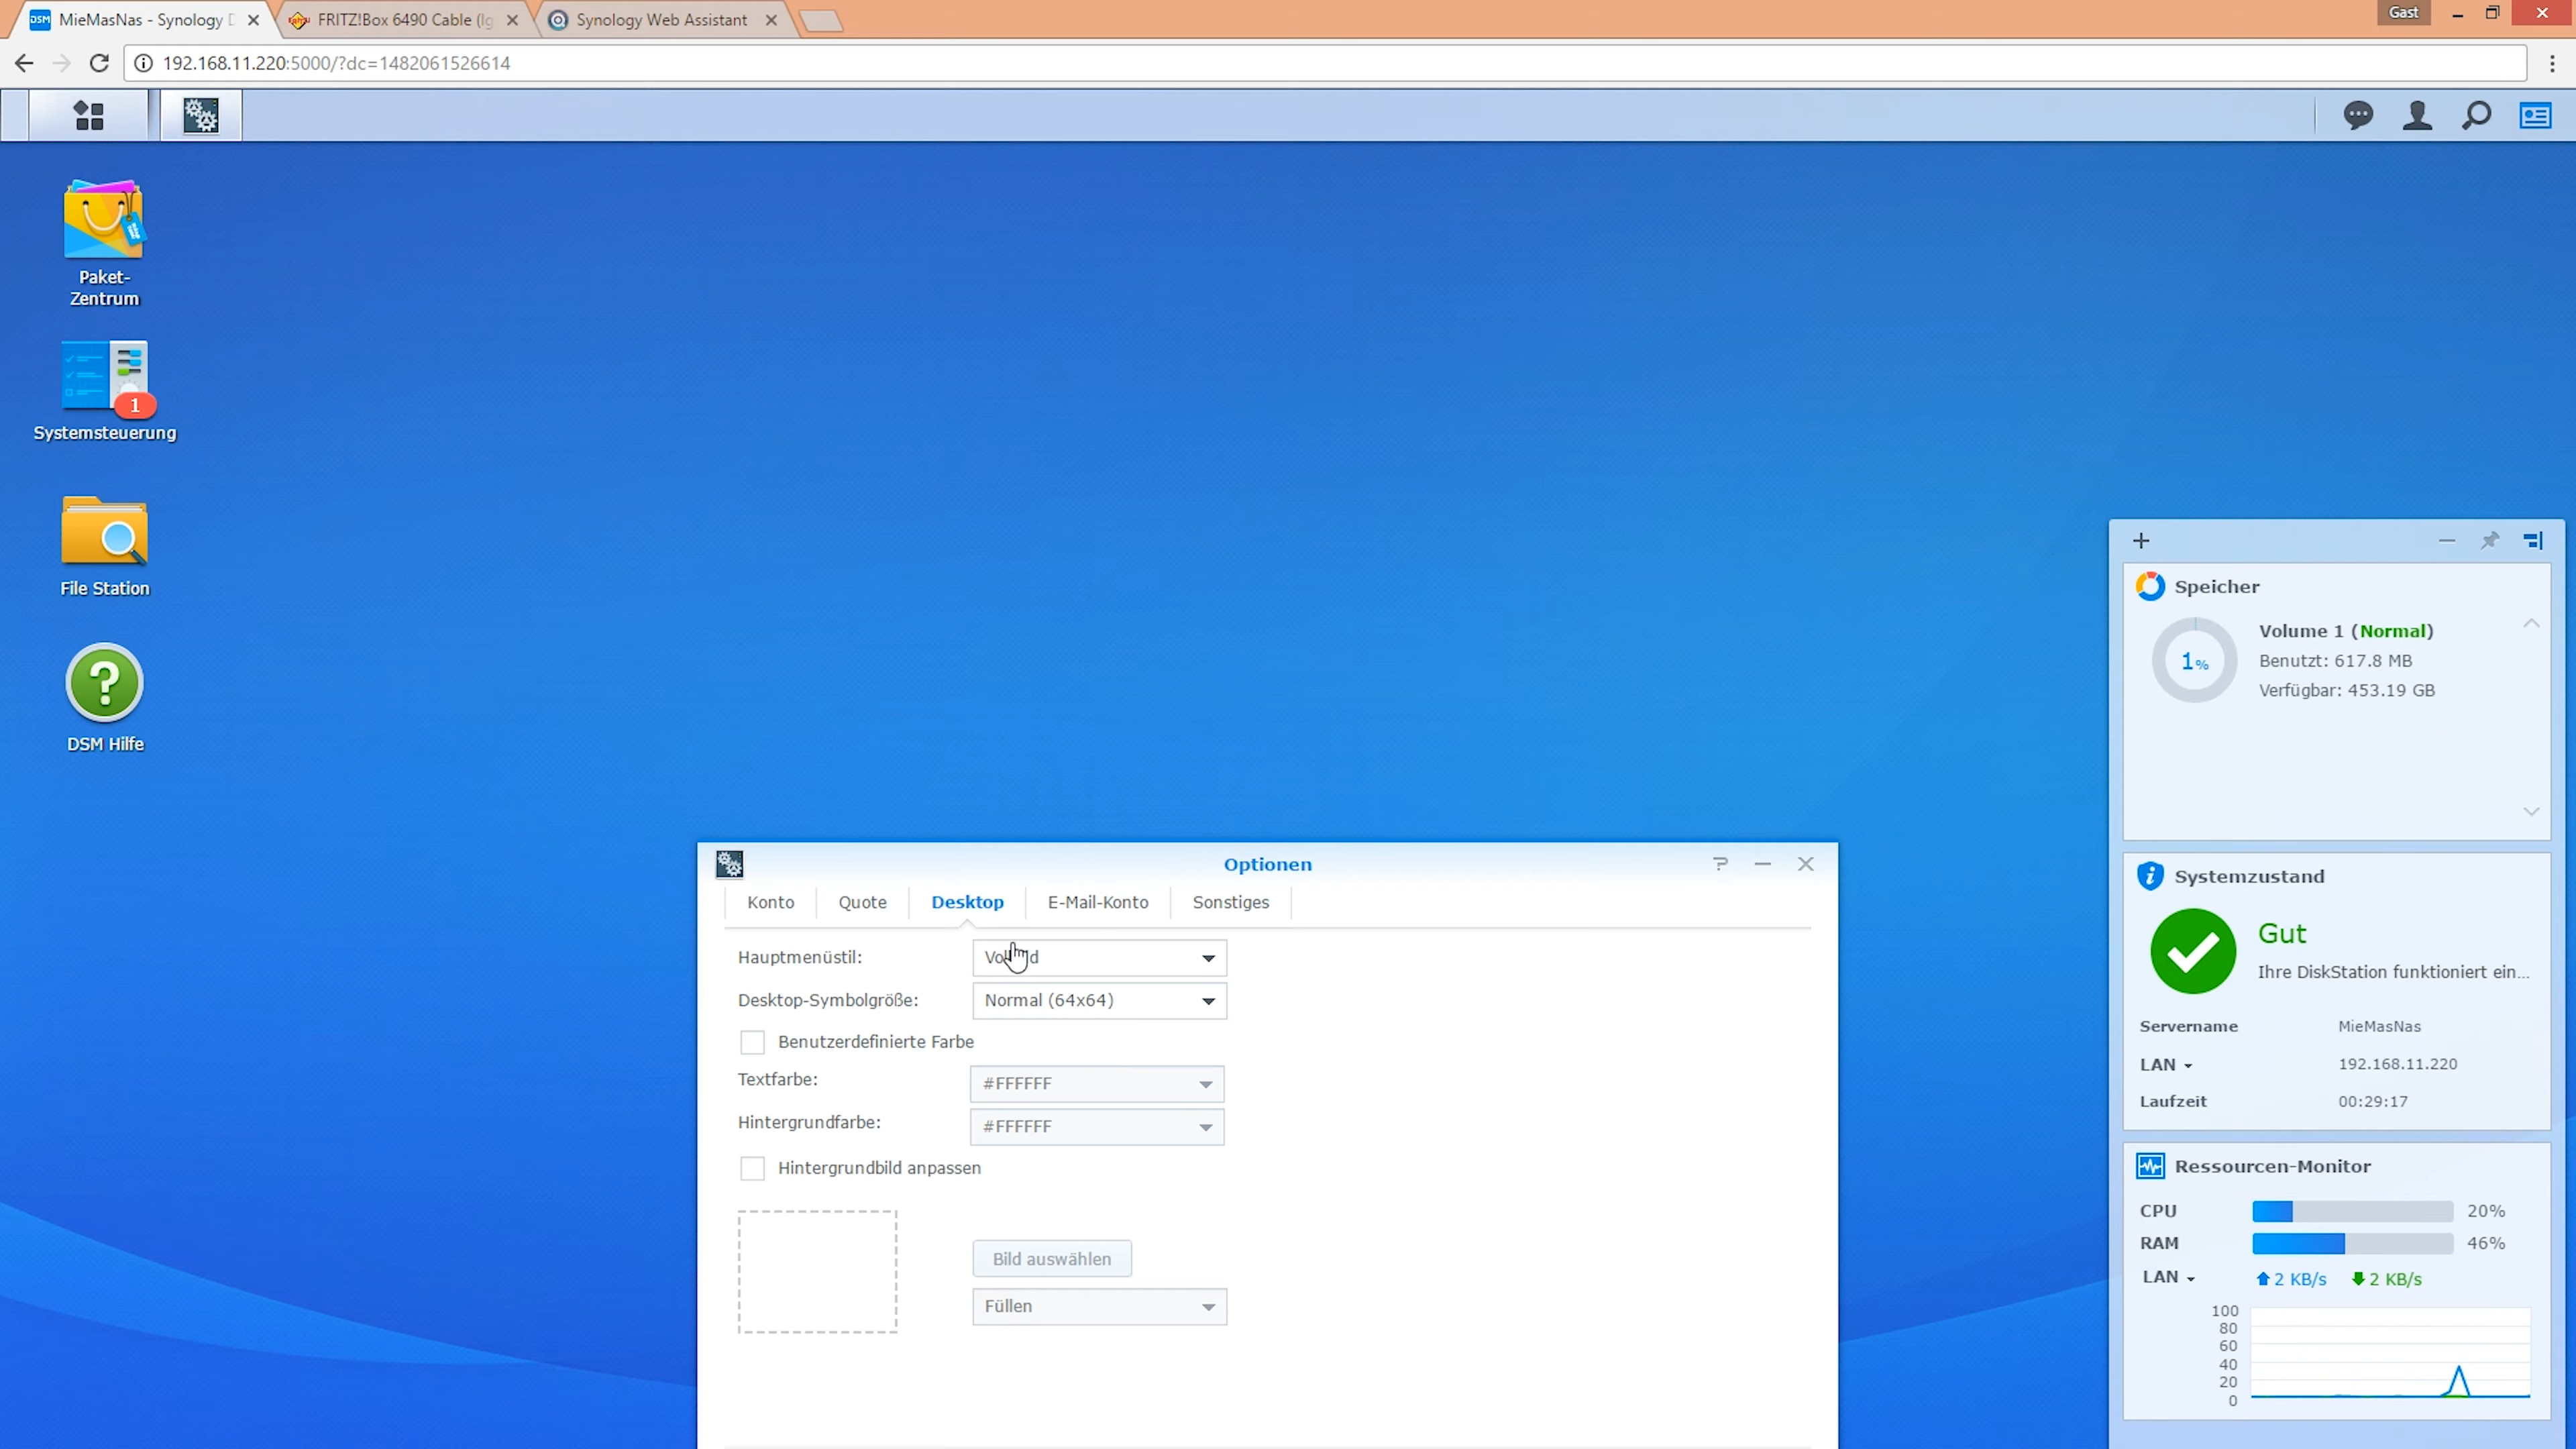 MieMasNas - Synology D
FRITZ!Box 6490 Cable (lg
Synology Web Assistant
Gast
192.168.11.220:5000/?dc=1482061526614
Paket-
Zentrum
1
Systemsteuerung
File Station
DSM Hilfe
Optionen
Konto
Quote
Desktop
E-Mail-Konto
Sonstiges
Hauptmenüstil:
Desktop-Symbolgröße:
Normal (64x64)
Benutzerdefinierte Farbe
Textfarbe:
#FFFFFF
Hintergrundfarbe:
#FFFFFF
Hintergrundbild anpassen
Bild auswählen
Füllen
Speicher
1%
Volume 1 (Normal)
Benutzt: 617.8 MB
Verfügbar: 453.19 GB
Systemzustand
Gut
Ihre DiskStation funktioniert ein...
Servername MieMasNas
LAN 192.168.11.220
Laufzeit 00:29:17
Ressourcen-Monitor
CPU 20%
RAM 46%
LAN 2 KB/s 2 KB/s
100
80
60
40
20
0